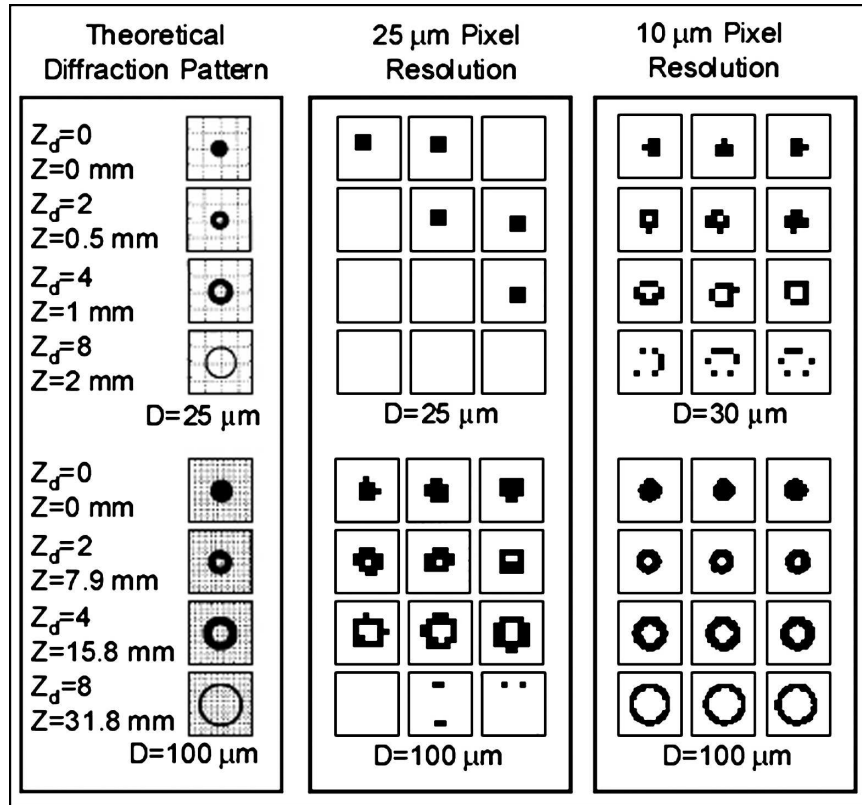 Theoretical
Diffraction Pattern
25 μm Pixel
Resolution
10 μm Pixel
Resolution
Z_d=0
Z=0 mm
Z_d=2
Z=0.5 mm
Z_d=4
Z=1 mm
Z_d=8
Z=2 mm
D=25 μm
D=25 μm
D=30 μm
Z_d=0
Z=0 mm
Z_d=2
Z=7.9 mm
Z_d=4
Z=15.8 mm
Z_d=8
Z=31.8 mm
D=100 μm
D=100 μm
D=100 μm